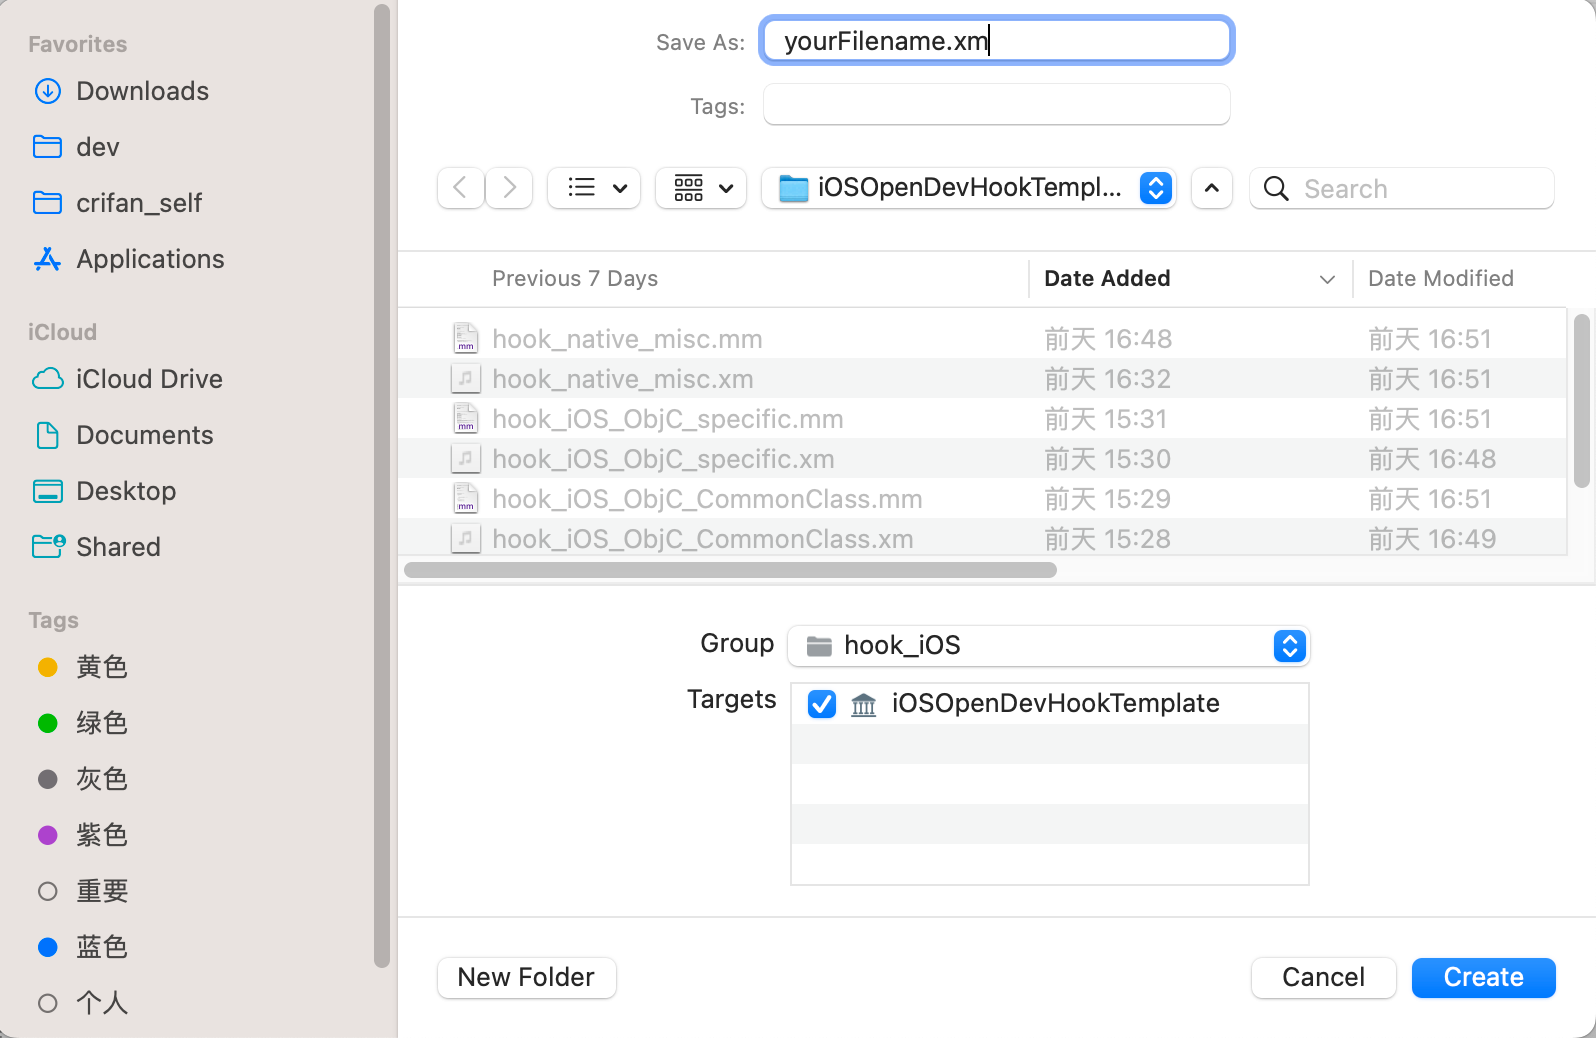 Favorites
Downloads
dev
crifan_self
Applications
iCloud
iCloud Drive
Documents
Desktop
Shared
Tags
黄色
绿色
灰色
紫色
重要
蓝色
个人
Save As: yourFilename.xm
Tags:
iOSOpenDevHookTempl... Search
Previous 7 Days Date Added Date Modified
mm hook_native_misc.mm 前天 16:48 前天 16:51
hook_native_misc.xm 前天 16:32 前天 16:51
mm hook_iOS_ObjC_specific.mm 前天 15:31 前天 16:51
hook_iOS_ObjC_specific.xm 前天 15:30 前天 16:48
mm hook_iOS_ObjC_CommonClass.mm 前天 15:29 前天 16:51
hook_iOS_ObjC_CommonClass.xm 前天 15:28 前天 16:49
Group hook_iOS
Targets iOSOpenDevHookTemplate
New Folder Cancel Create